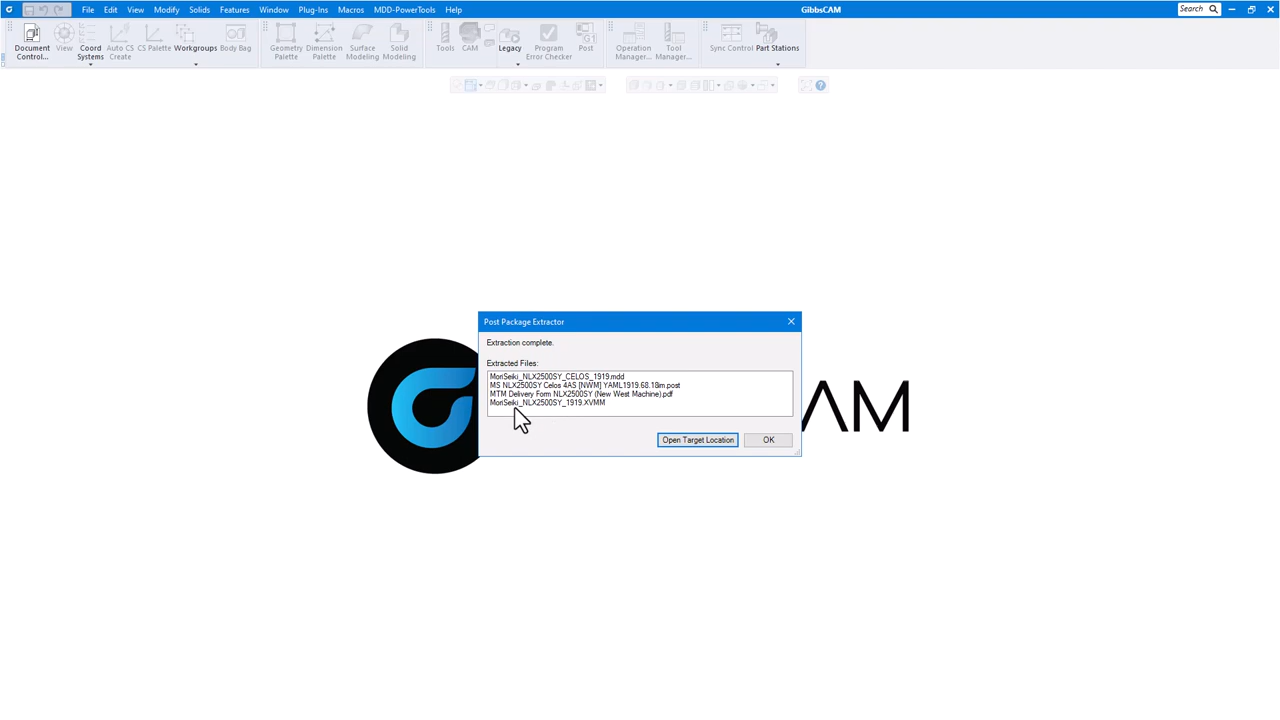 File Edit View Modify Solids Features Window Plug-Ins Macros MDD-PowerTools Help
GibbsCAM
Search
Document Control...
View
Coord Systems
Auto CS Create
CS Palette
Workgroups
Body Bag
Geometry Palette
Dimension Palette
Surface Modeling
Solid Modeling
Tools
CAM
Legacy
Program Error Checker
Post
Operation Manager...
Tool Manager...
Sync Control
Part Stations
Post Package Extractor
Extraction complete.
Extracted Files:
MoriSeiki_NLX2500SY_CELOS_1919.mdd
MS NLX2500SY Celos 4AS [NWM] YAML1919.68.18m.post
MTM Delivery Form NLX2500SY (New West Machine).pdf
MoriSeiki_NLX2500SY_1919.XVMM
Open Target Location
OK
AM